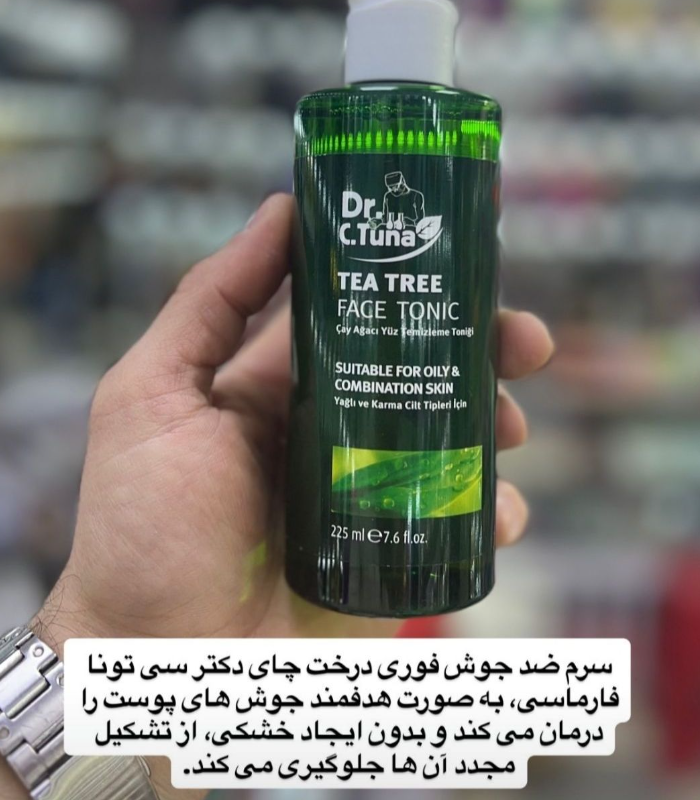 Dr.
C.Tuna
TEA TREE
FACE TONIC
Çay Ağacı Yüz Temizleme Toniği
SUITABLE FOR OILY &
COMBINATION SKIN
Yağlı ve Karma Cilt Tipleri İçin
225 ml ℮ 7.6 fl.oz.
سرم ضد جوش فوری درخت چای دکتر سی تونا
فارماسی، به صورت هدفمند جوش های پوست را
درمان می کند و بدون ایجاد خشکی، از تشکیل
مجدد آن ها جلوگیری می کند.